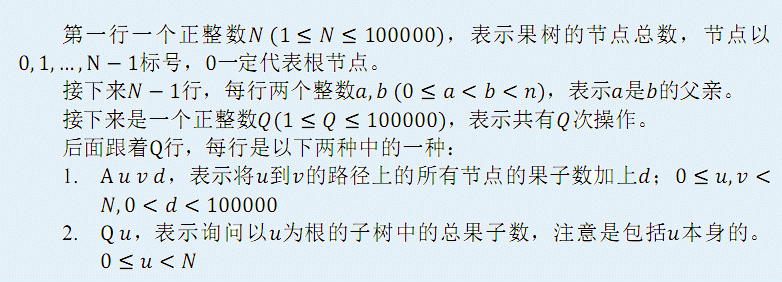 第一行一个正整数N (1 ≤ N ≤ 100000)，表示果树的节点总数，节点以
0, 1, … , N − 1标号，0一定代表根节点。
接下来N − 1行，每行两个整数a, b (0 ≤ a < b < n)，表示a是b的父亲。
接下来是一个正整数Q(1 ≤ Q ≤ 100000)，表示共有Q次操作。
后面跟着Q行，每行是以下两种中的一种：
1. A u v d，表示将u到v的路径上的所有节点的果子数加上d；0 ≤ u, v <
N, 0 < d < 100000
2. Q u，表示询问以u为根的子树中的总果子数，注意是包括u本身的。
0 ≤ u < N